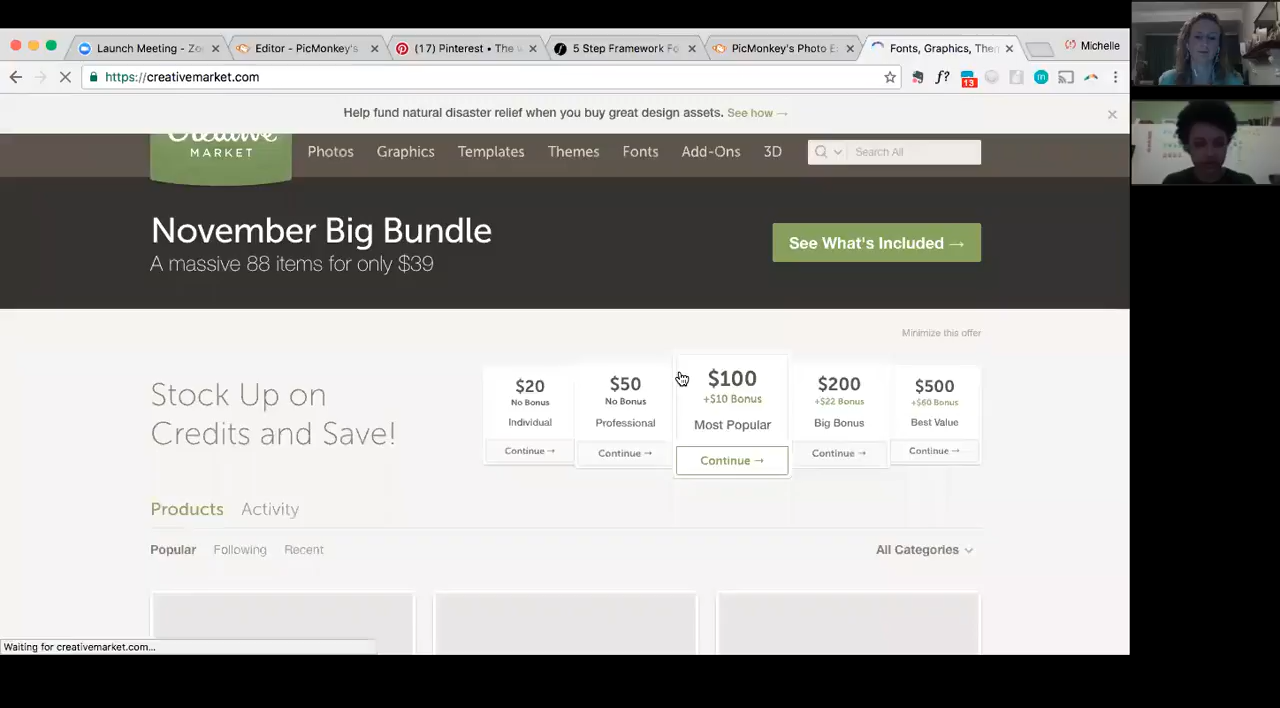 Launch Meeting - Zo
Editor - PicMonkey's
(17) Pinterest • The
5 Step Framework Fo
PicMonkey's Photo E
Fonts, Graphics, Them
Michelle
https://creativemarket.com
f?
13
Help fund natural disaster relief when you buy great design assets. See how →
Creative
MARKET
Photos
Graphics
Templates
Themes
Fonts
Add-Ons
3D
Search All
November Big Bundle
A massive 88 items for only $39
See What's Included →
Minimize this offer
Stock Up on
Credits and Save!
$20
No Bonus
Individual
Continue →
$50
No Bonus
Professional
Continue →
$100
+$10 Bonus
Most Popular
Continue →
$200
+$22 Bonus
Big Bonus
Continue →
$500
+$60 Bonus
Best Value
Continue →
Products
Activity
Popular
Following
Recent
All Categories
Waiting for creativemarket.com...